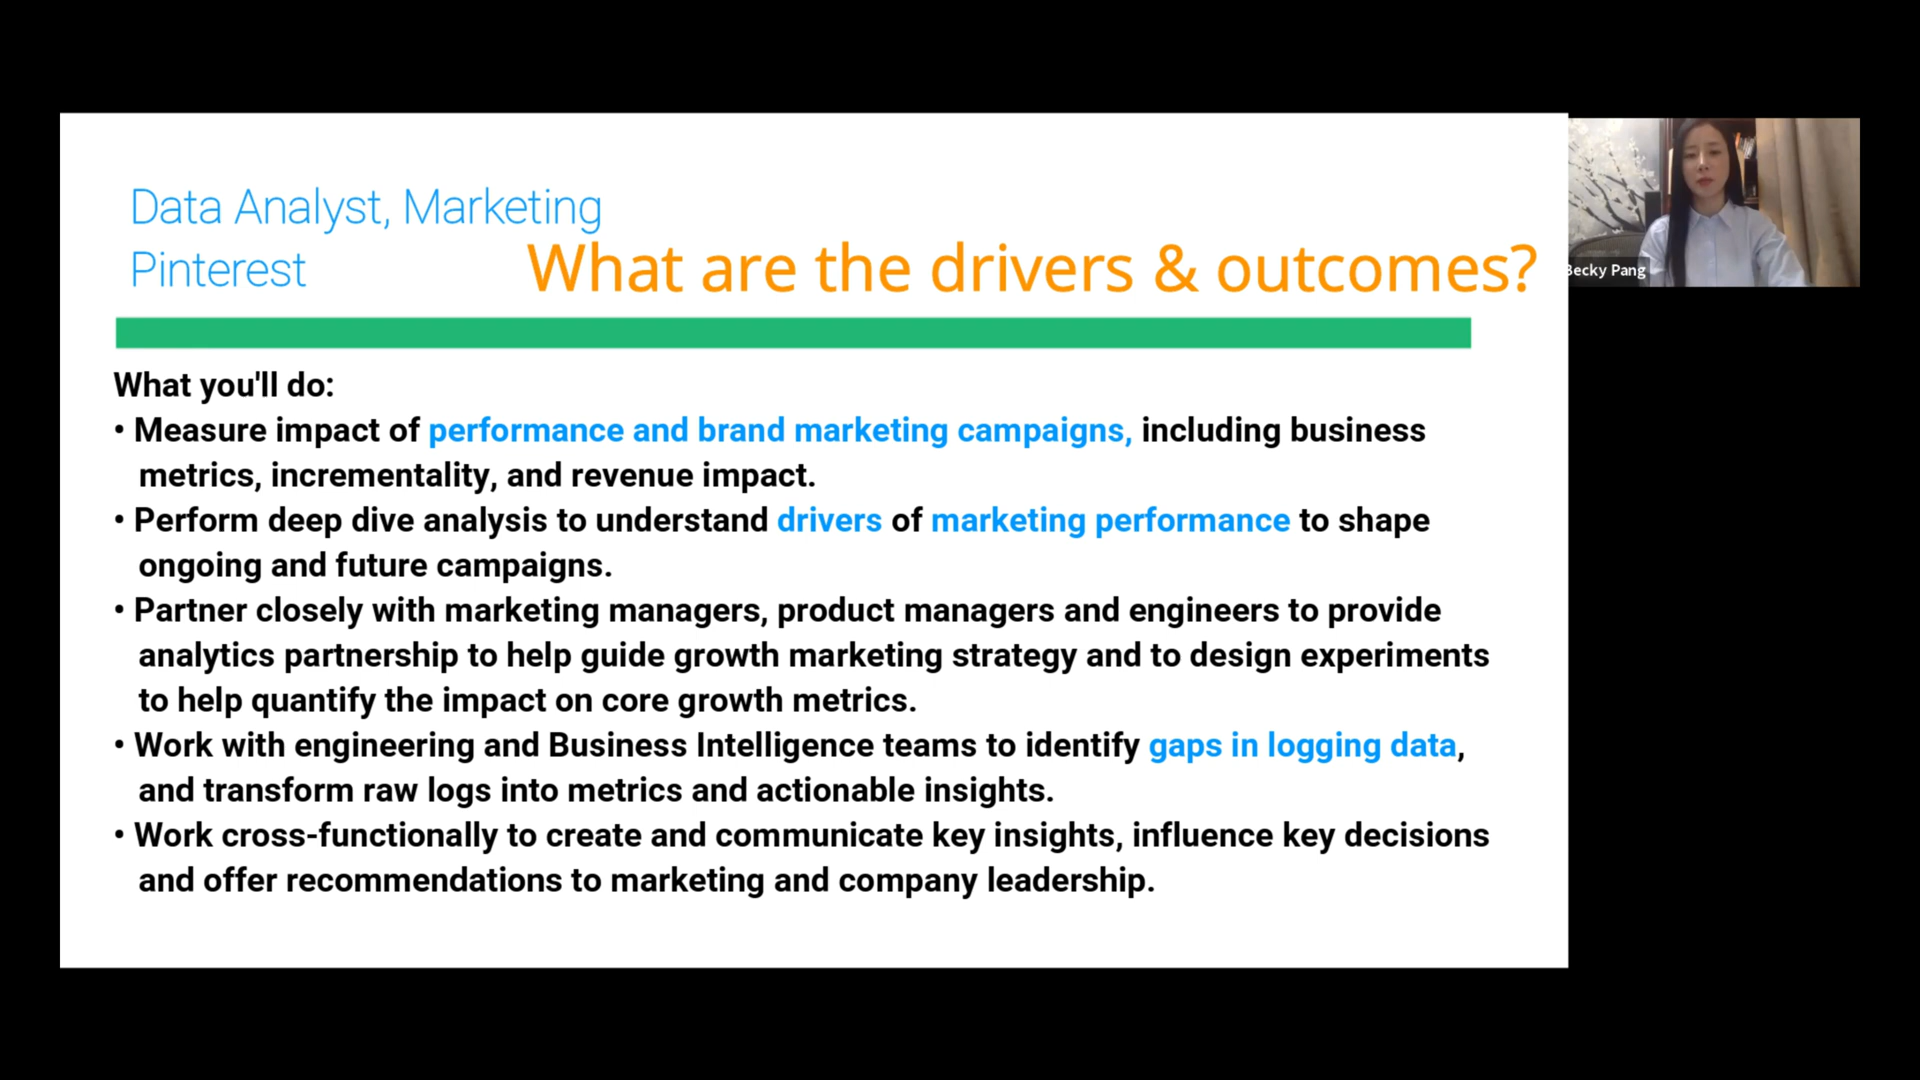 Data Analyst, Marketing
Pinterest
What are the drivers & outcomes?
Becky Pang
What you'll do:
• Measure impact of performance and brand marketing campaigns, including business
metrics, incrementality, and revenue impact.
• Perform deep dive analysis to understand drivers of marketing performance to shape
ongoing and future campaigns.
• Partner closely with marketing managers, product managers and engineers to provide
analytics partnership to help guide growth marketing strategy and to design experiments
to help quantify the impact on core growth metrics.
• Work with engineering and Business Intelligence teams to identify gaps in logging data,
and transform raw logs into metrics and actionable insights.
• Work cross-functionally to create and communicate key insights, influence key decisions
and offer recommendations to marketing and company leadership.